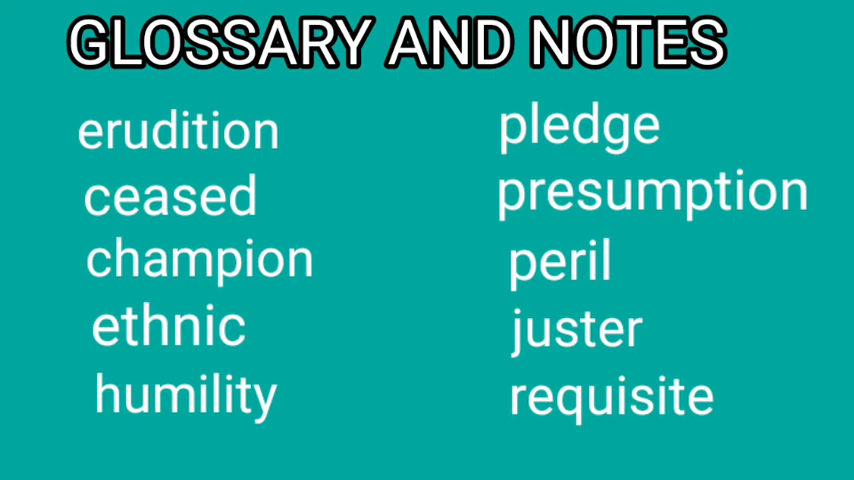 GLOSSARY AND NOTES
erudition
ceased
champion
ethnic
humility
pledge
presumption
peril
juster
requisite